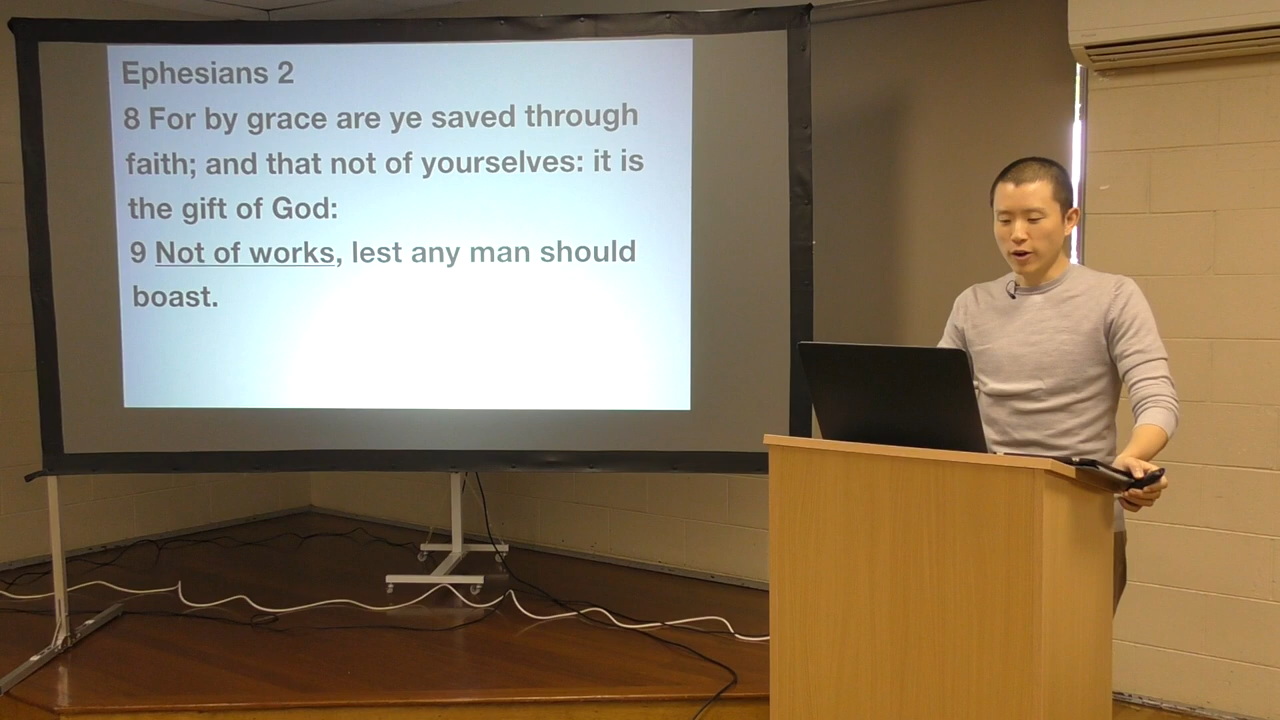 Ephesians 2
8 For by grace are ye saved through
faith; and that not of yourselves: it is
the gift of God:
9 Not of works, lest any man should
boast.